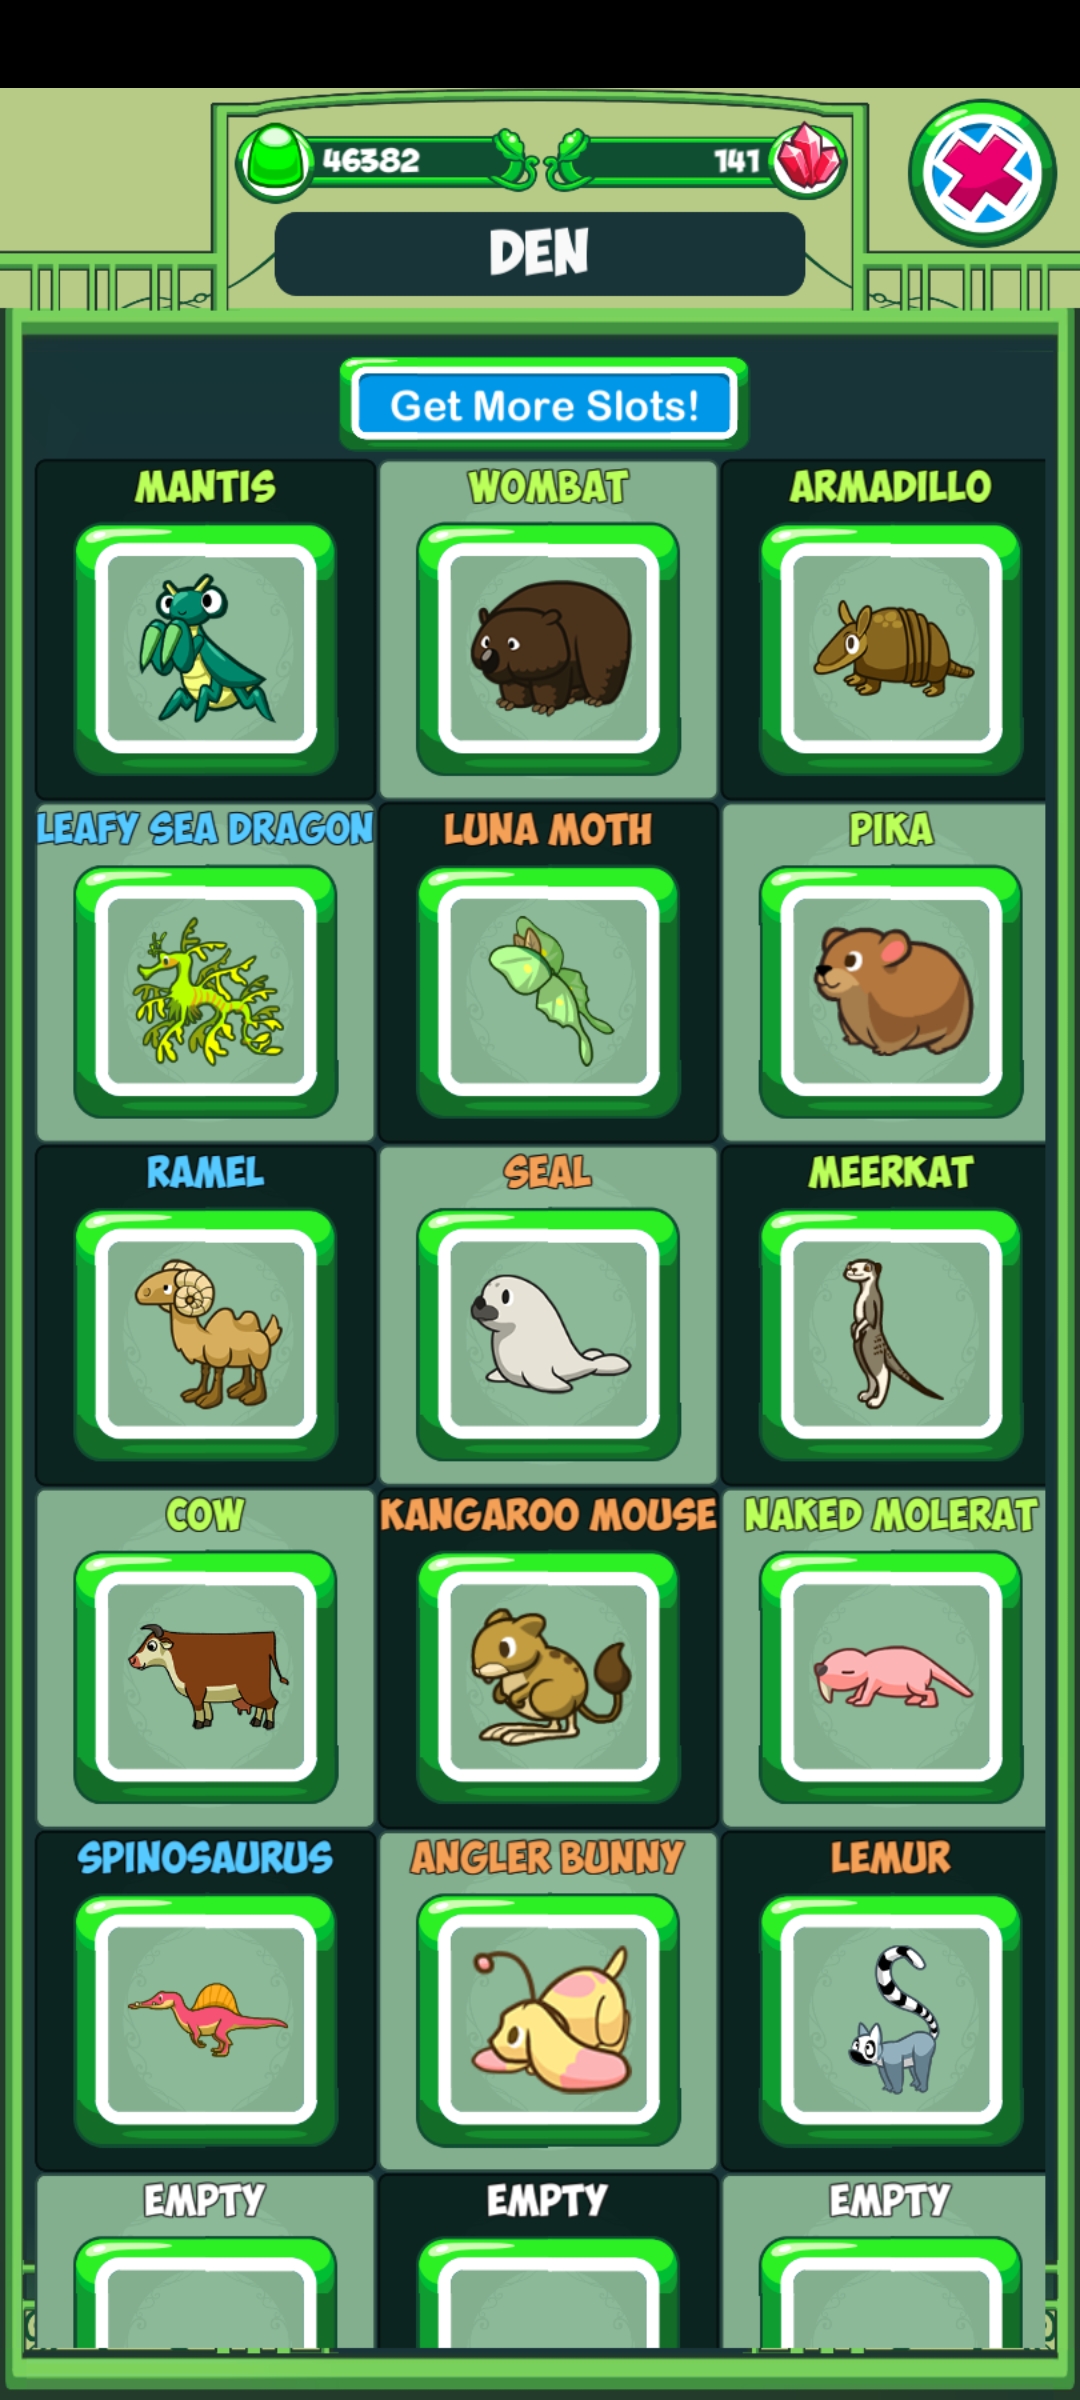 46382
141
DEN
Get More Slots!
MANTIS
WOMBAT
ARMADILLO
LEAFY SEA DRAGON
LUNA MOTH
PIKA
RAMEL
SEAL
MEERKAT
COW
KANGAROO MOUSE
NAKED MOLERAT
SPINOSAURUS
ANGLER BUNNY
LEMUR
EMPTY
EMPTY
EMPTY